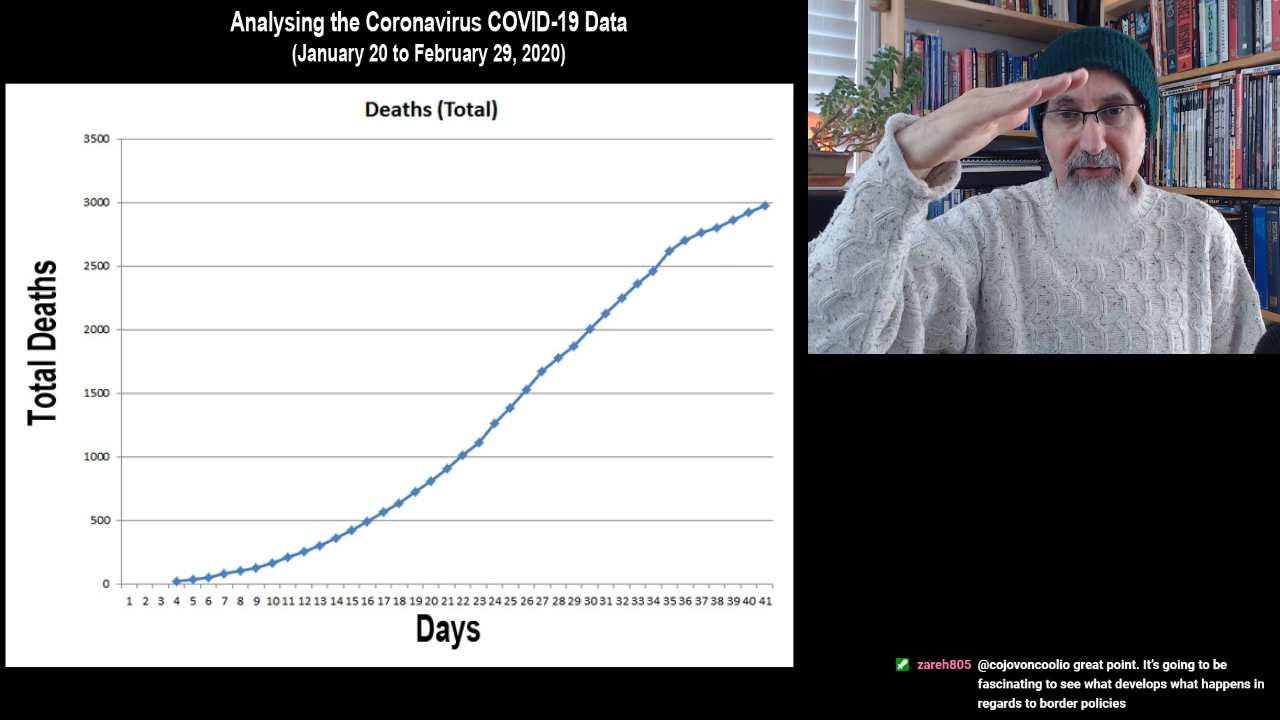 Analysing the Coronavirus COVID-19 Data
(January 20 to February 29, 2020)
Deaths (Total)
3500
3000
2500
2000
1500
1000
500
0
Total Deaths
1 2 3 4 5 6 7 8 9 10 11 12 13 14 15 16 17 18 19 20 21 22 23 24 25 26 27 28 29 30 31 32 33 34 35 36 37 38 39 40 41
Days
zareh805 @cojovoncoolio great point. It's going to be
fascinating to see what develops what happens in
regards to border policies